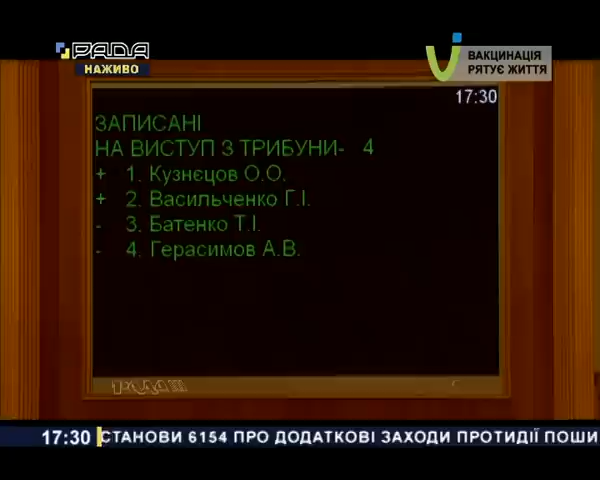 РАДА
НАЖИВО
ВАКЦИНАЦІЯ
РЯТУЄ ЖИТТЯ
17:30
ЗАПИСАНІ
НА ВИСТУП З ТРИБУНИ- 4
+ 1. Кузнєцов О.О.
+ 2. Васильченко Г.І.
- 3. Батенко Т.І.
- 4. Герасимов А.В.
РАДА
17:30 СТАНОВИ 6154 ПРО ДОДАТКОВІ ЗАХОДИ ПРОТИДІЇ ПОШИ